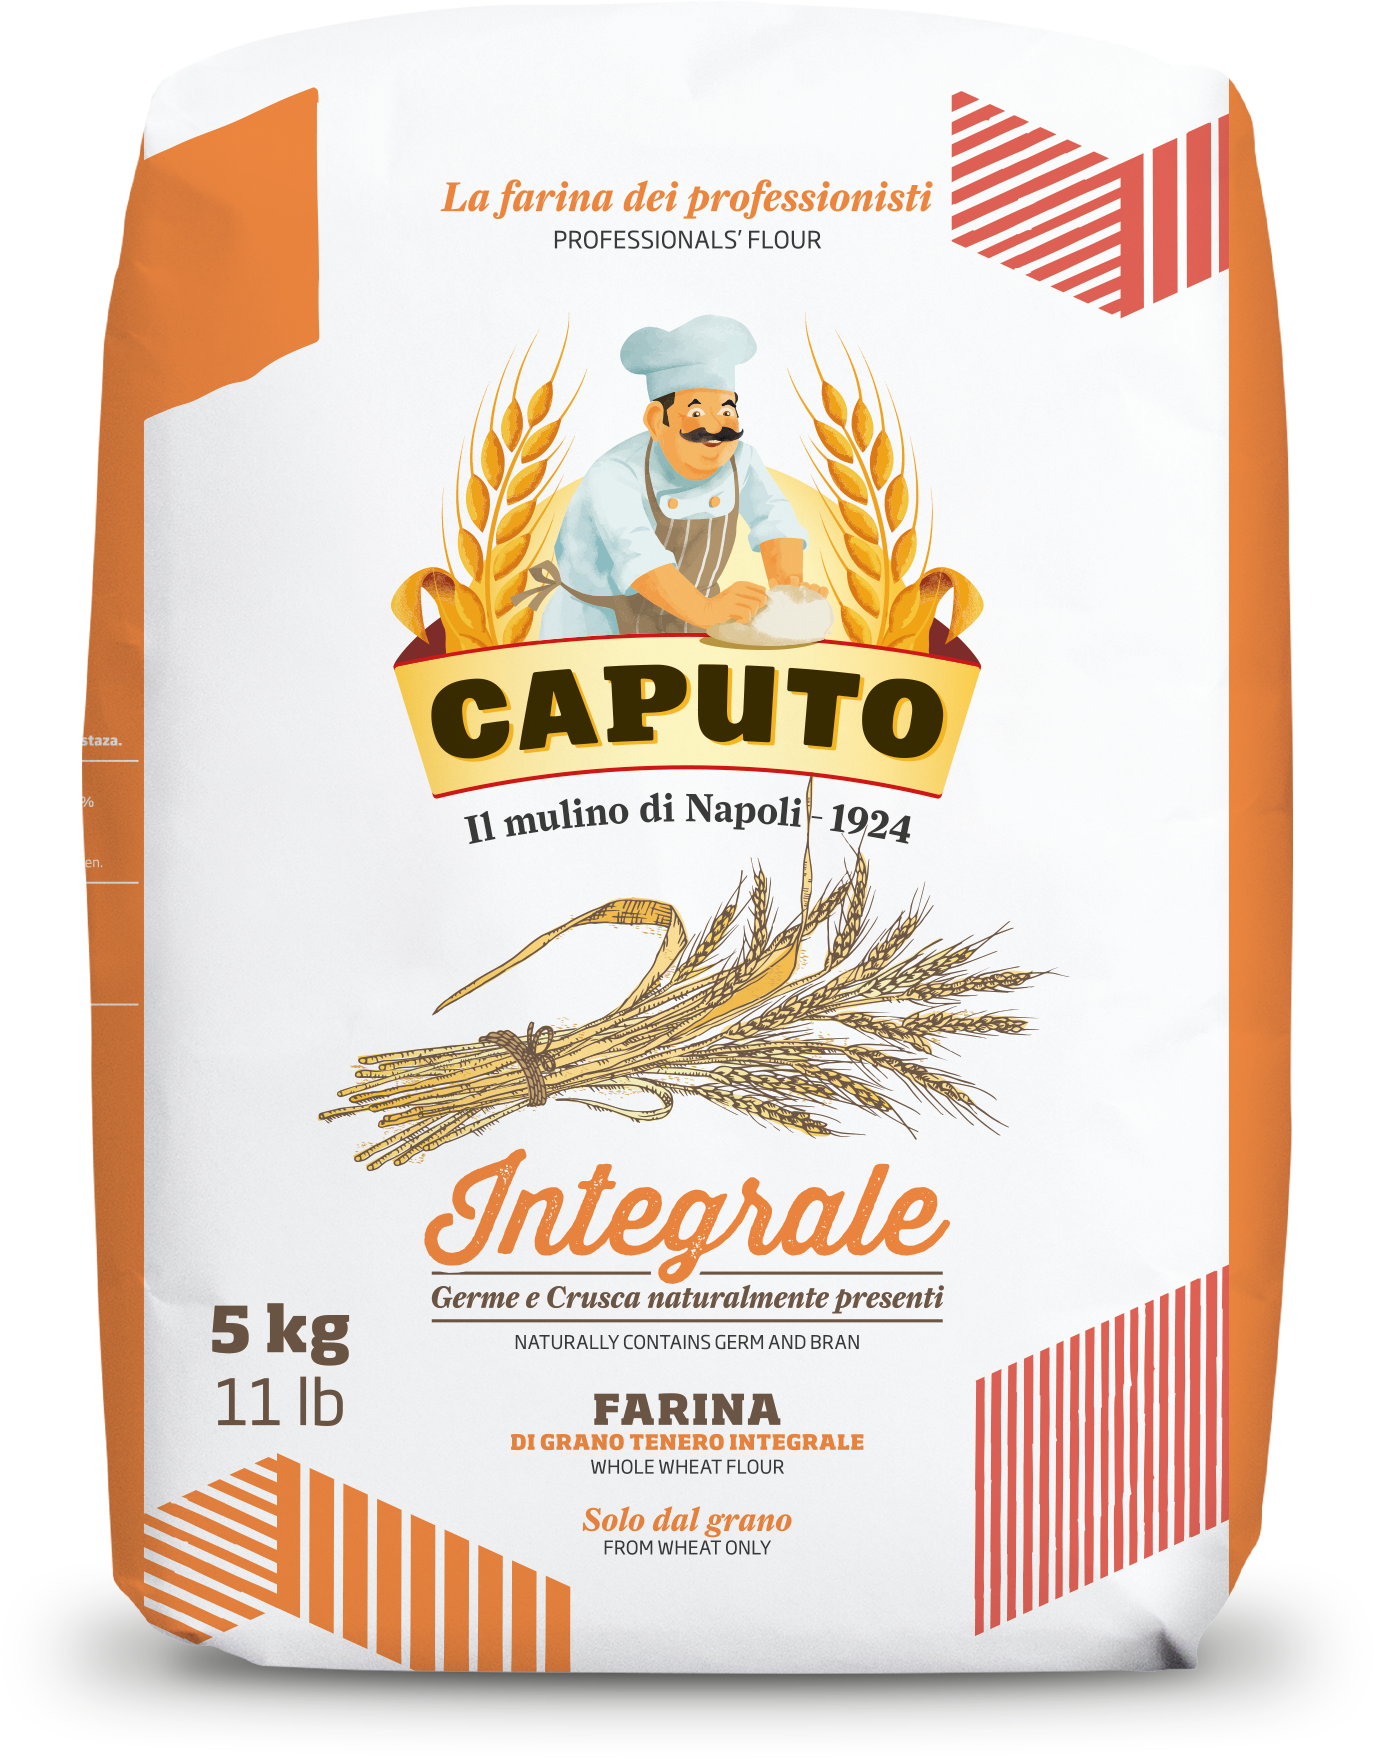 La farina dei professionisti
PROFESSIONALS' FLOUR
CAPUTO
Il mulino di Napoli - 1924
staza.
%
en.
Integrale
Germe e Crusca naturalmente presenti
NATURALLY CONTAINS GERM AND BRAN
5 kg
11 lb
FARINA
DI GRANO TENERO INTEGRALE
WHOLE WHEAT FLOUR
Solo dal grano
FROM WHEAT ONLY